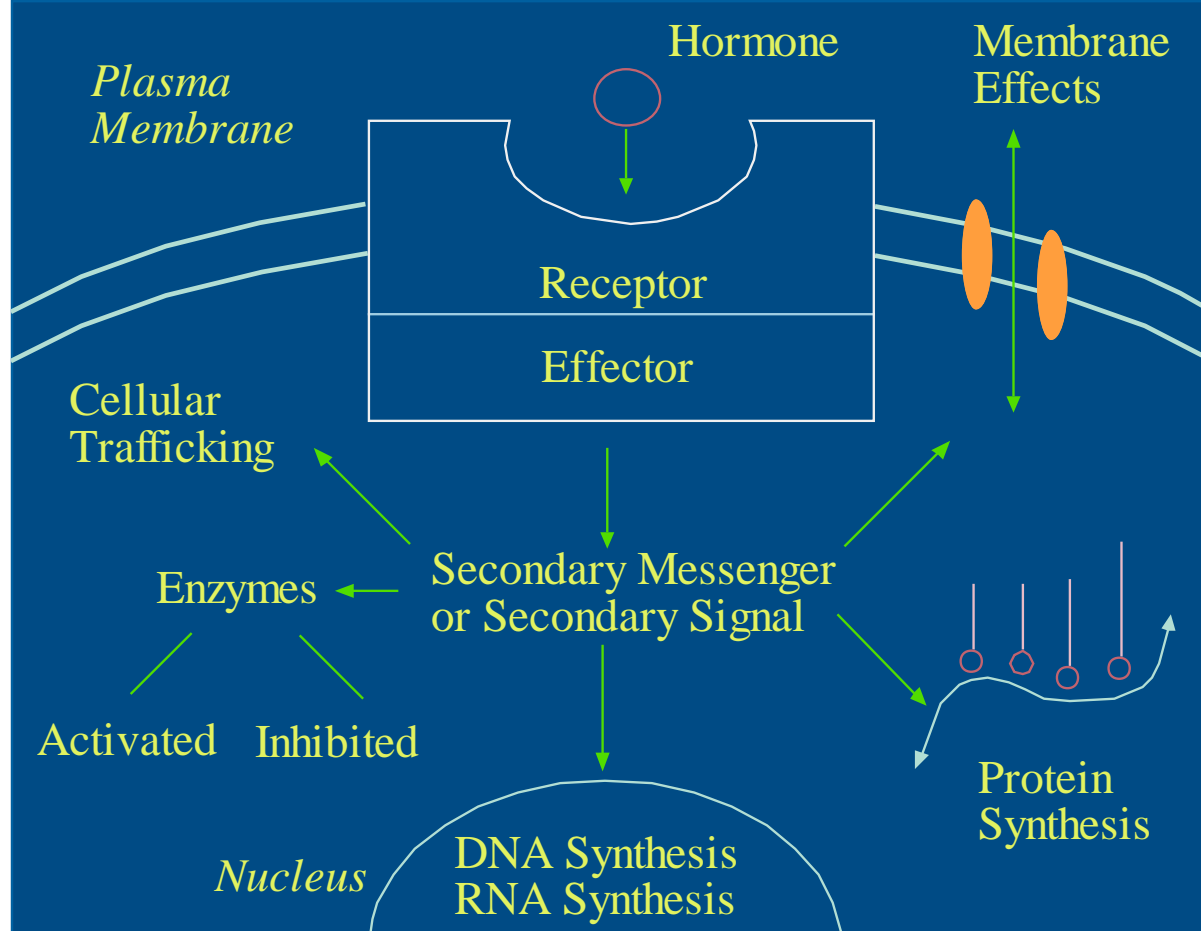 Hormone
Membrane
Effects
Plasma
Membrane
Receptor
Effector
Cellular
Trafficking
Secondary Messenger
or Secondary Signal
Enzymes
Activated
Inhibited
Protein
Synthesis
Nucleus
DNA Synthesis
RNA Synthesis